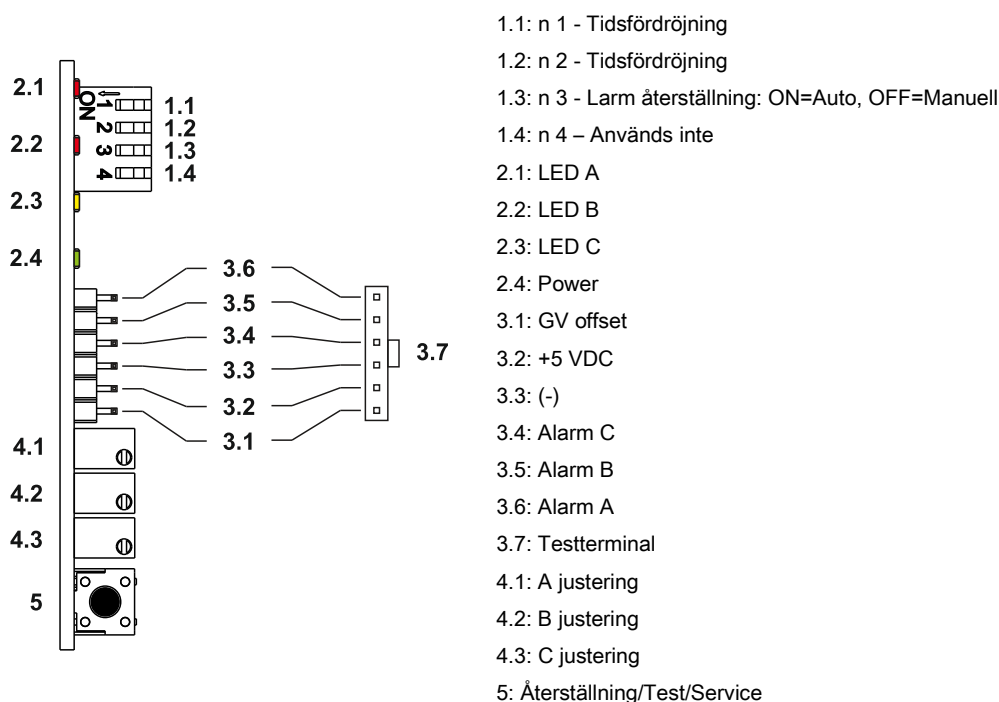 2.1
2.2
2.3
2.4
ON
1
2
3
4
1.1
1.2
1.3
1.4
3.6
3.5
3.4
3.3
3.2
3.1
3.7
4.1
4.2
4.3
5
1.1: n 1 - Tidsfördröjning
1.2: n 2 - Tidsfördröjning
1.3: n 3 - Larm återställning: ON=Auto, OFF=Manuell
1.4: n 4 – Används inte
2.1: LED A
2.2: LED B
2.3: LED C
2.4: Power
3.1: GV offset
3.2: +5 VDC
3.3: (-)
3.4: Alarm C
3.5: Alarm B
3.6: Alarm A
3.7: Testterminal
4.1: A justering
4.2: B justering
4.3: C justering
5: Återställning/Test/Service